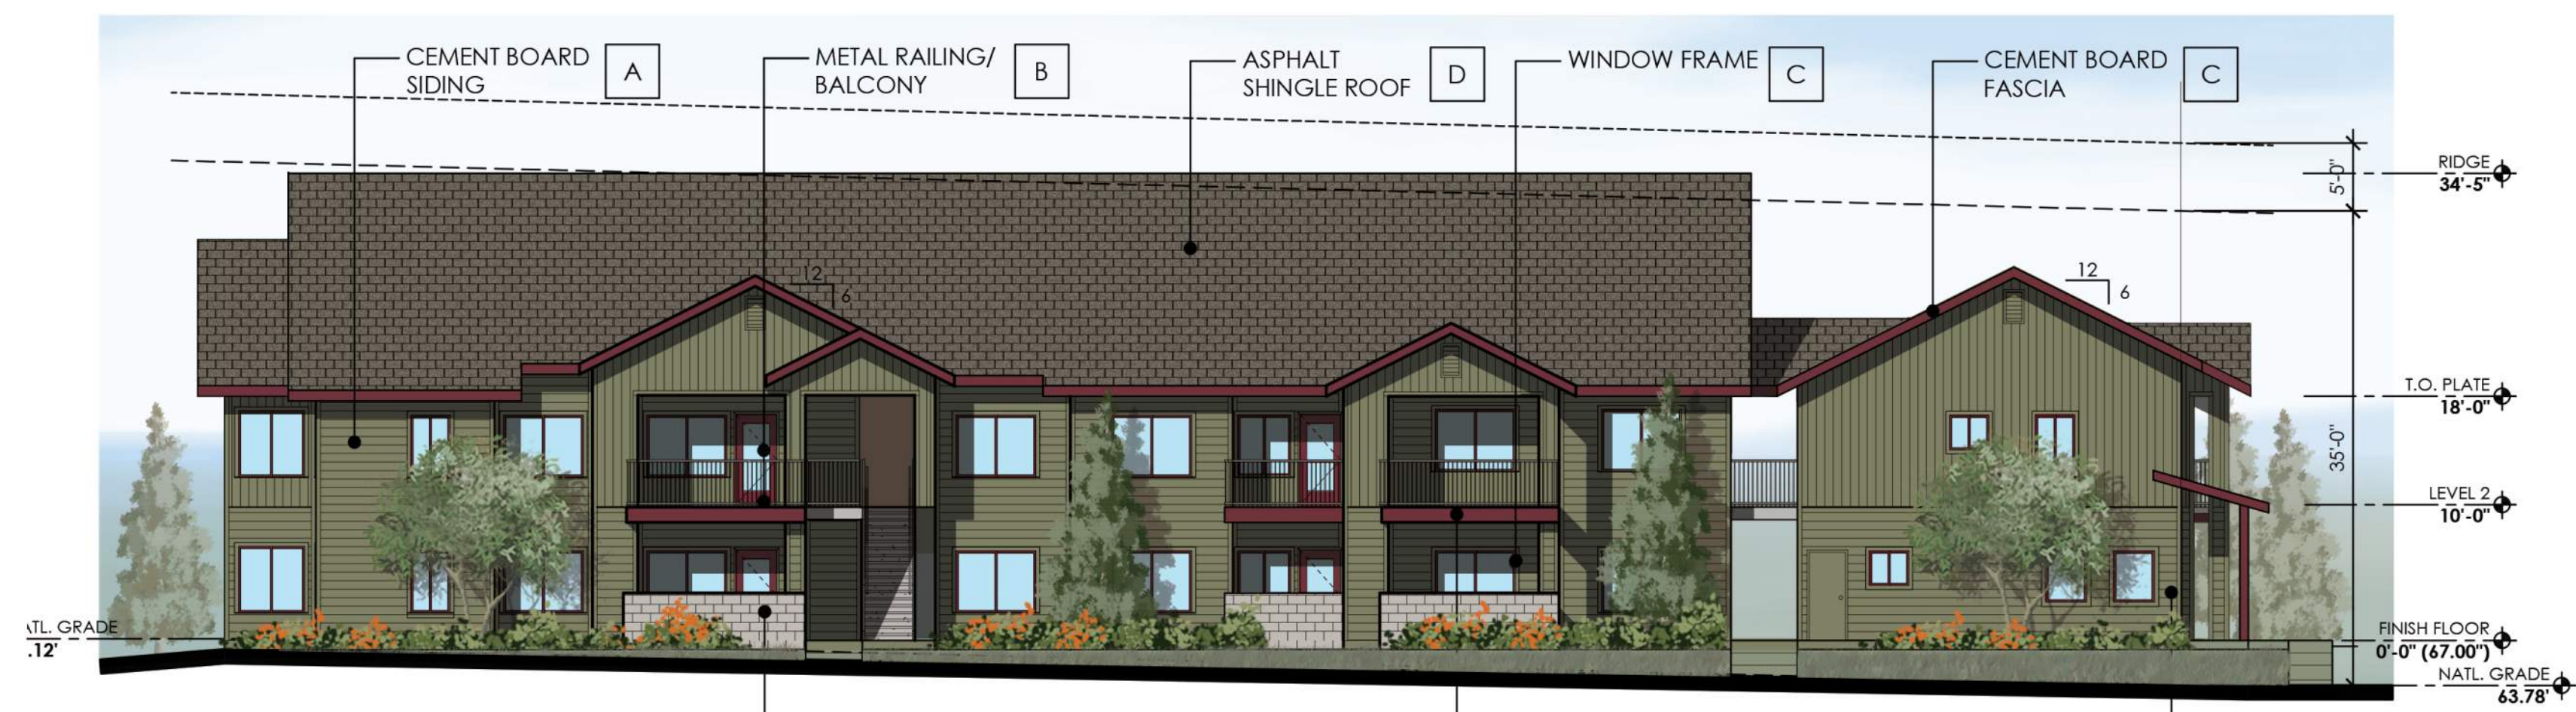 CEMENT BOARD
SIDING
A
METAL RAILING/
BALCONY
B
ASPHALT
SHINGLE ROOF
D
WINDOW FRAME
C
CEMENT BOARD
FASCIA
C
5'-0"
RIDGE
34'-5"
12
6
12
6
T.O. PLATE
18'-0"
35'-0"
LEVEL 2
10'-0"
TL. GRADE
.12'
FINISH FLOOR
0'-0" (67.00")
NATL. GRADE
63.78'